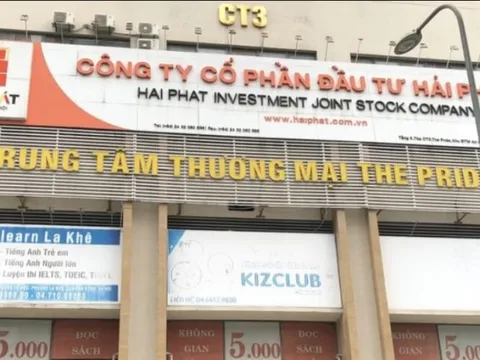 CT3
CÔNG TY CỔ PHẦN ĐẦU TƯ HẢI P
HAI PHAT INVESTMENT JOINT STOCK COMPANY
www.haiphat.com.vn
RUNG TÂM THƯƠNG MẠI THE PRID
learn La Khê
- Tiếng Anh Trẻ em
- Tiếng Anh Người lớn
- Luyện thi IELTS, TOEIC,
KIZCLUB
5.000
ĐỌC SÁCH
KHÔNG GIAN
5.000
ĐỌC SÁCH
KHÔNG GIAN
5.0